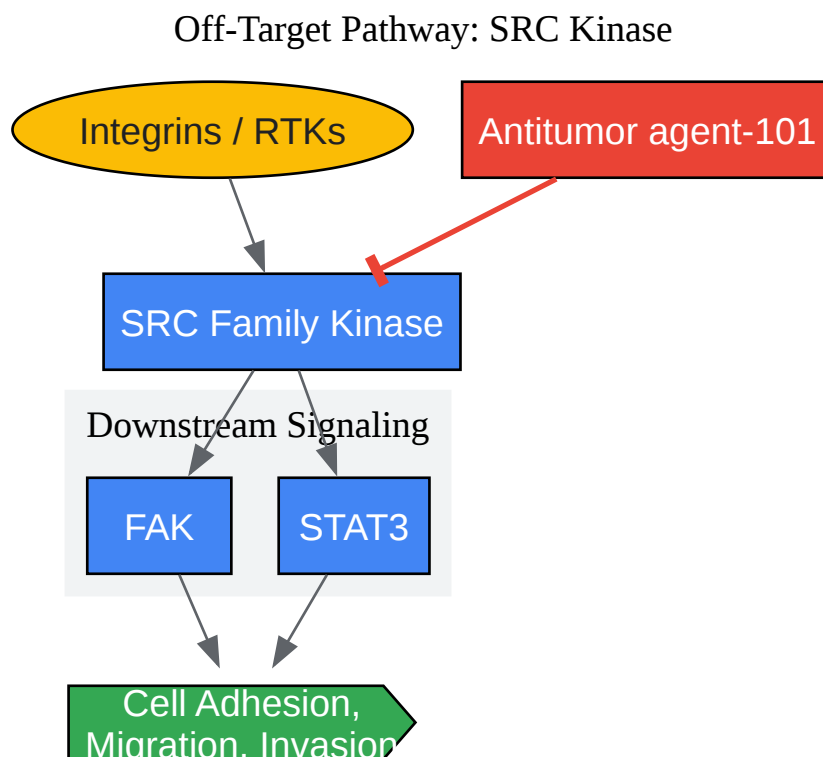 Off-Target Pathway: SRC Kinase
Integrins / RTKs
Antitumor agent-101
SRC Family Kinase
Downstream Signaling
FAK
STAT3
Cell Adhesion,
Migration, Invasion